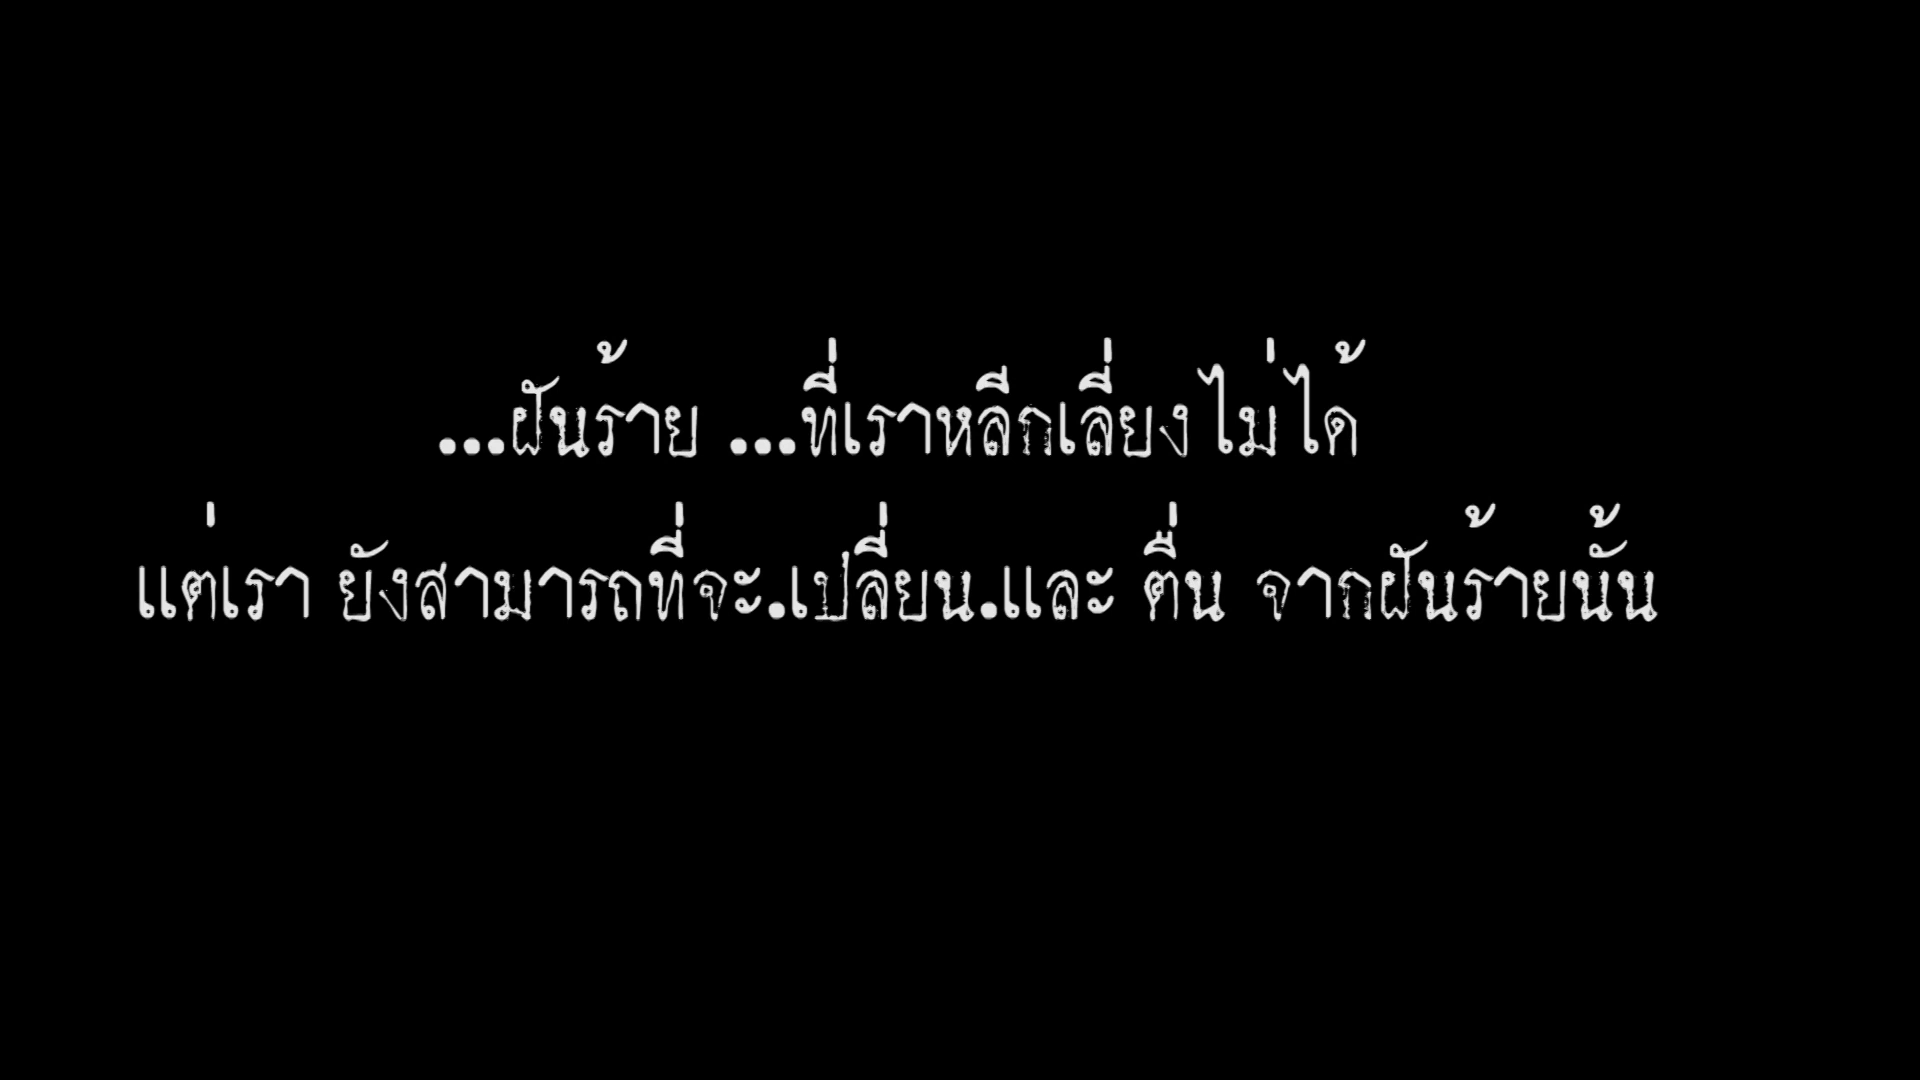 ...ฝันร้าย ...ที่เราหลีกเลี่ยงไม่ได้
แต่เรา ยังสามารถที่จะ.เปลี่ยน.และ ตื่น จากฝันร้ายนั้น